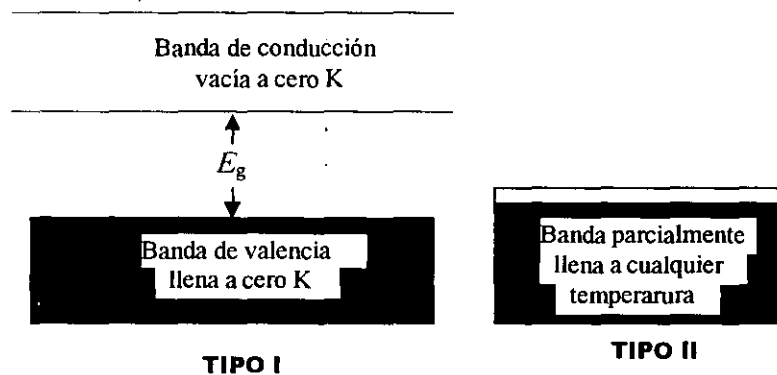 Banda de conducción
vacía a cero K
E_g
Banda de valencia
llena a cero K
TIPO I
Banda parcialmente
llena a cualquier
temperarura
TIPO II